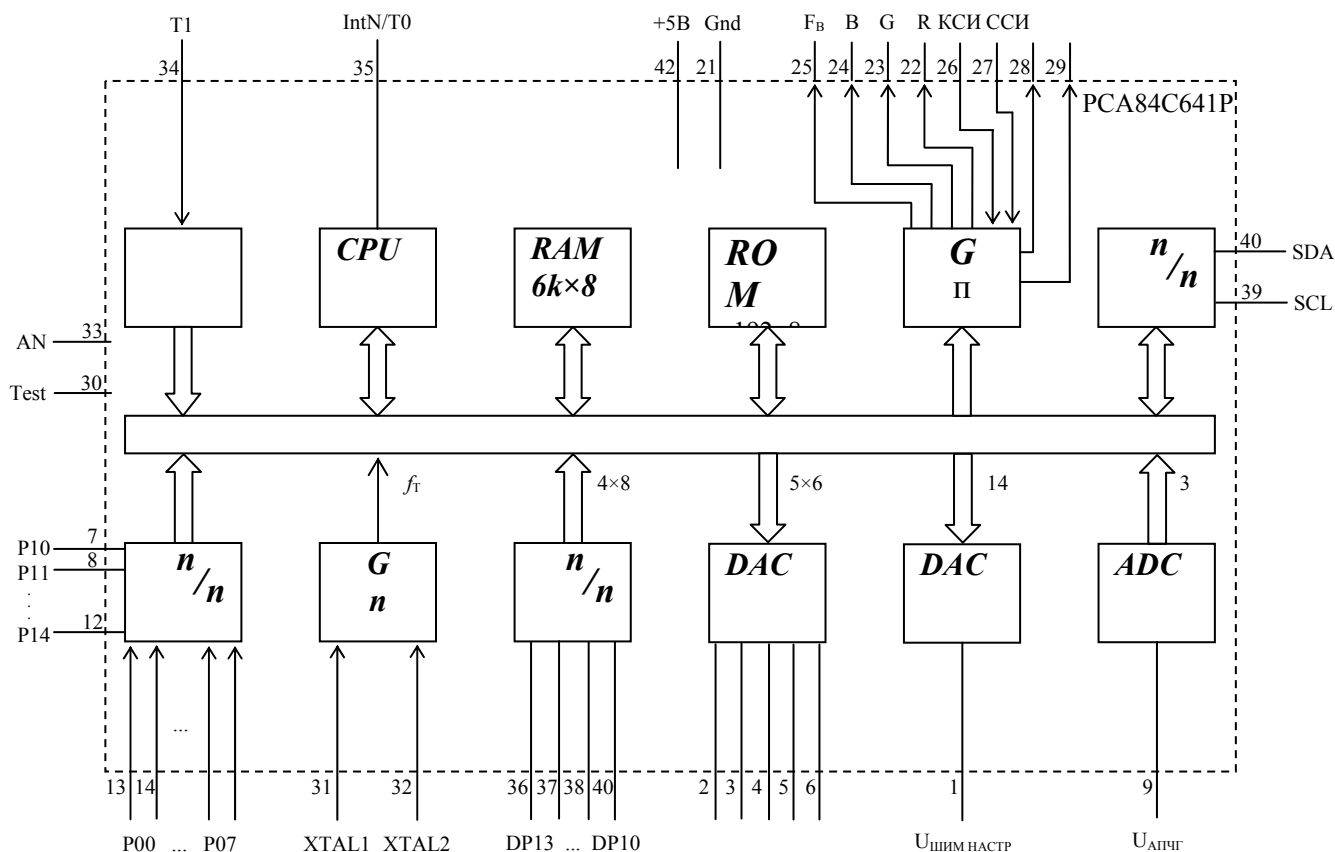 T1 IntN/T0 +5В Gnd FВ B G R КСИ ССИ
34 35 42 21 25 24 23 22 26 27 28 29
PCA84C641P
CPU RAM RO G n/n
6k×8 M П
40 SDA
39 SCL
AN 33
Test 30
fТ 4×8 5×6 14 3
P10 7
P11 8
.
.
.
P14 12
n/n G n/n DAC DAC ADC
n
...
13 14 31 32 36 37 38 40 2 3 4 5 6 1 9
P00 ... P07 XTAL1 XTAL2 DP13 ... DP10 UШИМ НАСТР UАПЧГ